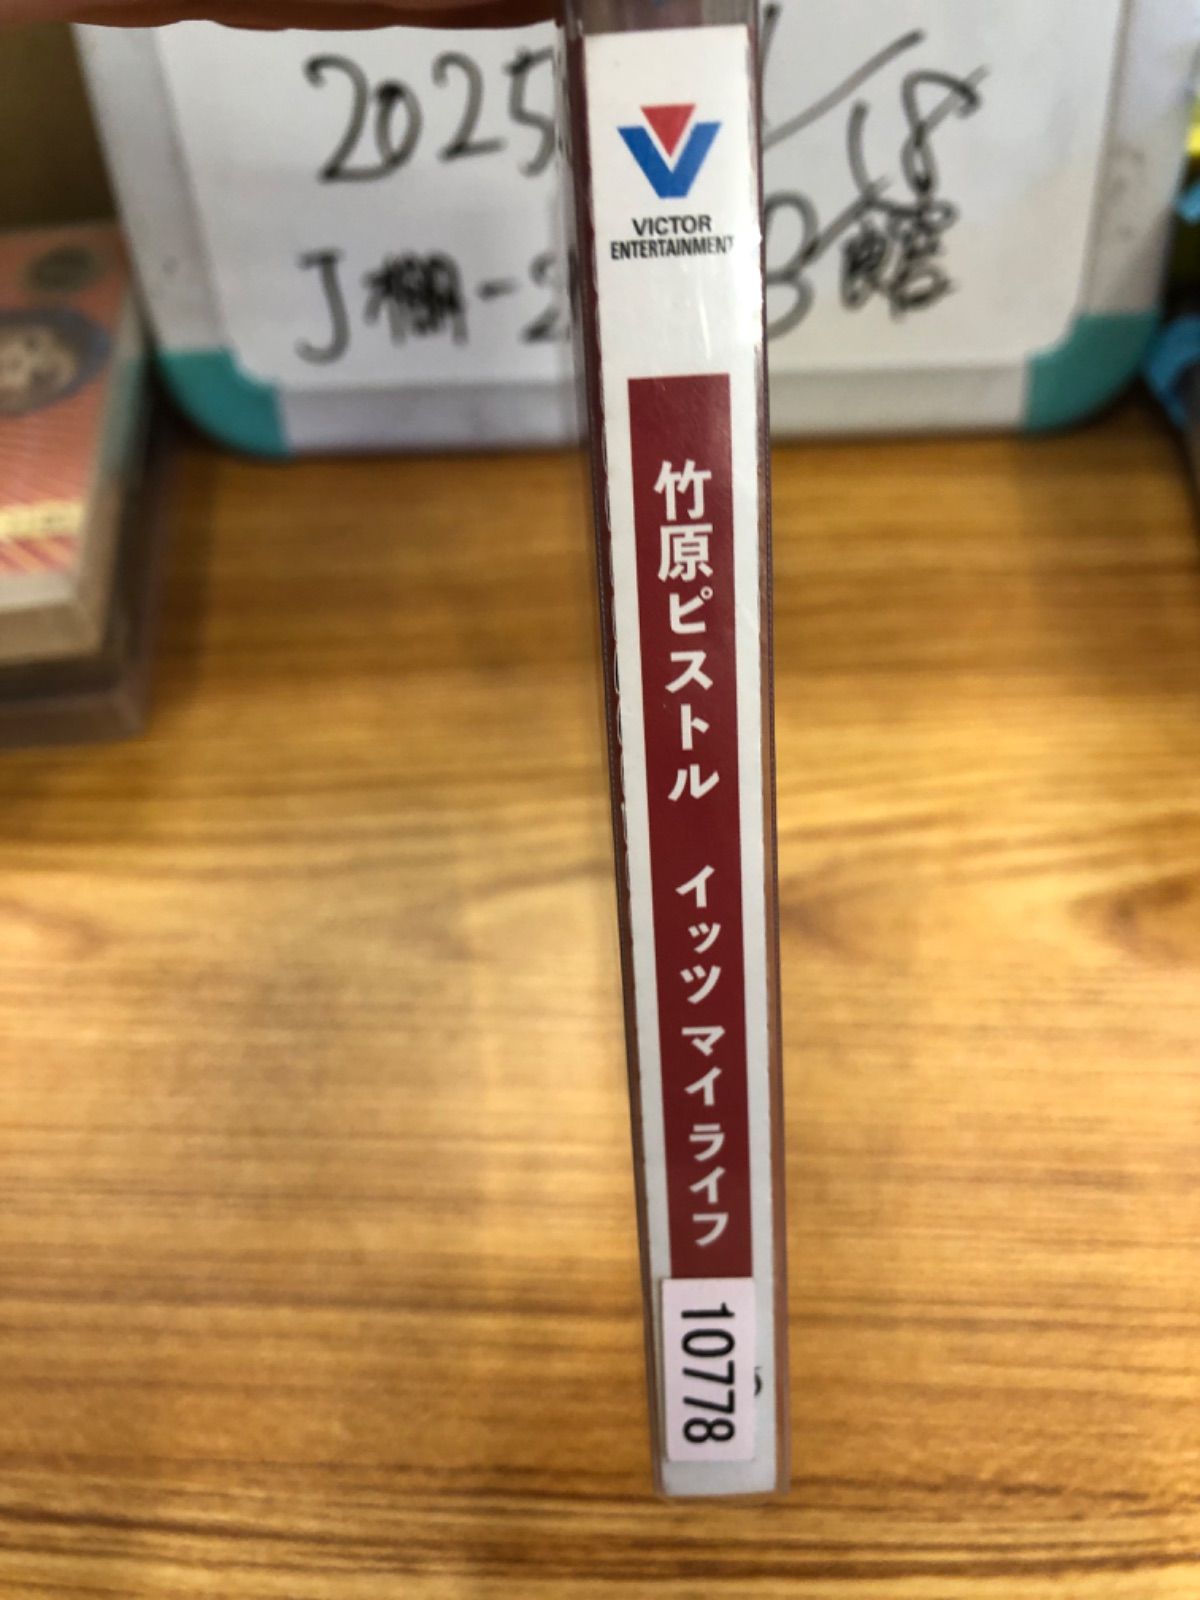 2025 / 18
J棚-2
VICTOR
ENTERTAINMENT
竹原ピストル イッツ マイ ライフ
10778